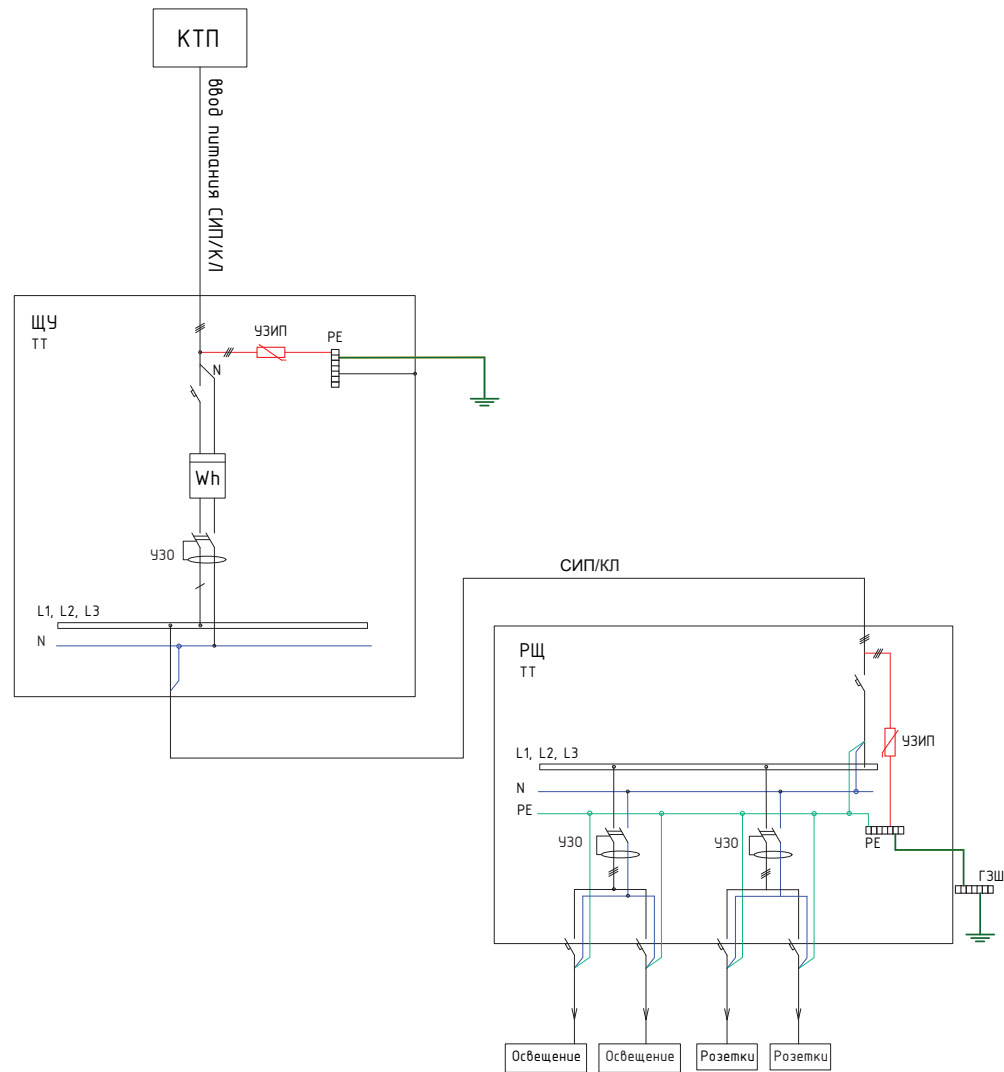 КТП
Ввод питания СИП/КЛ
ЩУ
ТТ
УЗИП
PE
N
Wh
УЗО
L1, L2, L3
N
СИП/КЛ
РЩ
ТТ
УЗИП
L1, L2, L3
N
PE
УЗО
УЗО
PE
ГЗШ
Освещение
Освещение
Розетки
Розетки